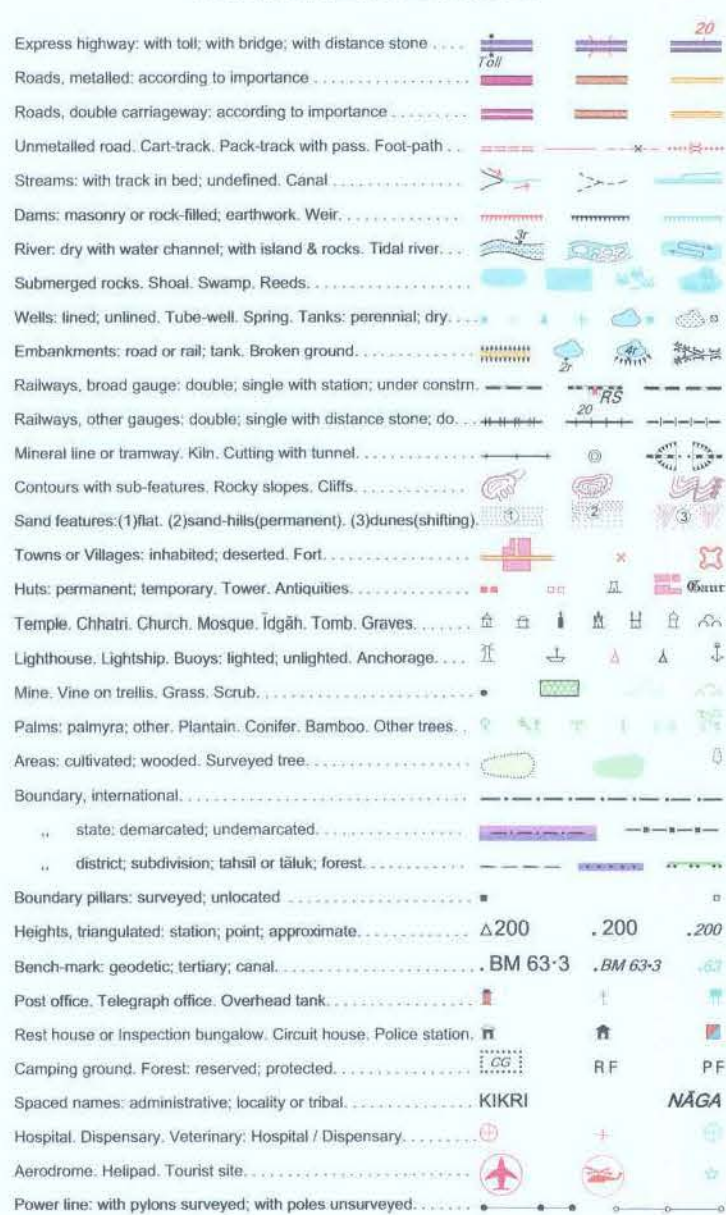 20
Express highway: with toll; with bridge; with distance stone ....
Toll
Roads, metalled: according to importance ..................
Roads, double carriageway: according to importance ...........
Unmetalled road. Cart-track. Pack-track with pass. Foot-path ..
Streams: with track in bed; undefined. Canal ................
Dams: masonry or rock-filled; earthwork. Weir................
3r
River: dry with water channel; with island & rocks. Tidal river...
Submerged rocks. Shoal. Swamp. Reeds......................
Wells: lined; unlined. Tube-well. Spring. Tanks: perennial; dry....
Embankments: road or rail; tank. Broken ground............... 4r
2r
Railways, broad gauge: double; single with station; under constrn.
RS
20
Railways, other gauges: double; single with distance stone; do...
Mineral line or tramway. Kiln. Cutting with tunnel..............
Contours with sub-features. Rocky slopes. Cliffs..............
Sand features:(1)flat. (2)sand-hills(permanent). (3)dunes(shifting). 1 2 3
Towns or Villages: inhabited; deserted. Fort..................
Huts: permanent; temporary. Tower. Antiquities.............. Gaur
Temple. Chhatri. Church. Mosque. Īdgāh. Tomb. Graves.......
Lighthouse. Lightship. Buoys: lighted; unlighted. Anchorage....
Mine. Vine on trellis. Grass. Scrub.........................
Palms: palmyra; other. Plantain. Conifer. Bamboo. Other trees. .
Areas: cultivated; wooded. Surveyed tree....................
Boundary, international...................................
,, state: demarcated; undemarcated....................
,, district; subdivision; tahsīl or tāluk; forest..............
Boundary pillars: surveyed; unlocated ......................
Heights, triangulated: station; point; approximate.............. △200 .200 .200
Bench-mark: geodetic; tertiary; canal........................ .BM 63·3 .BM 63·3 .63
Post office. Telegraph office. Overhead tank..................
Rest house or Inspection bungalow. Circuit house. Police station.
Camping ground. Forest: reserved; protected................. CG RF PF
Spaced names: administrative; locality or tribal................ KIKRI NĀGA
Hospital. Dispensary. Veterinary: Hospital / Dispensary........
Aerodrome. Helipad. Tourist site...........................
Power line: with pylons surveyed; with poles unsurveyed.......